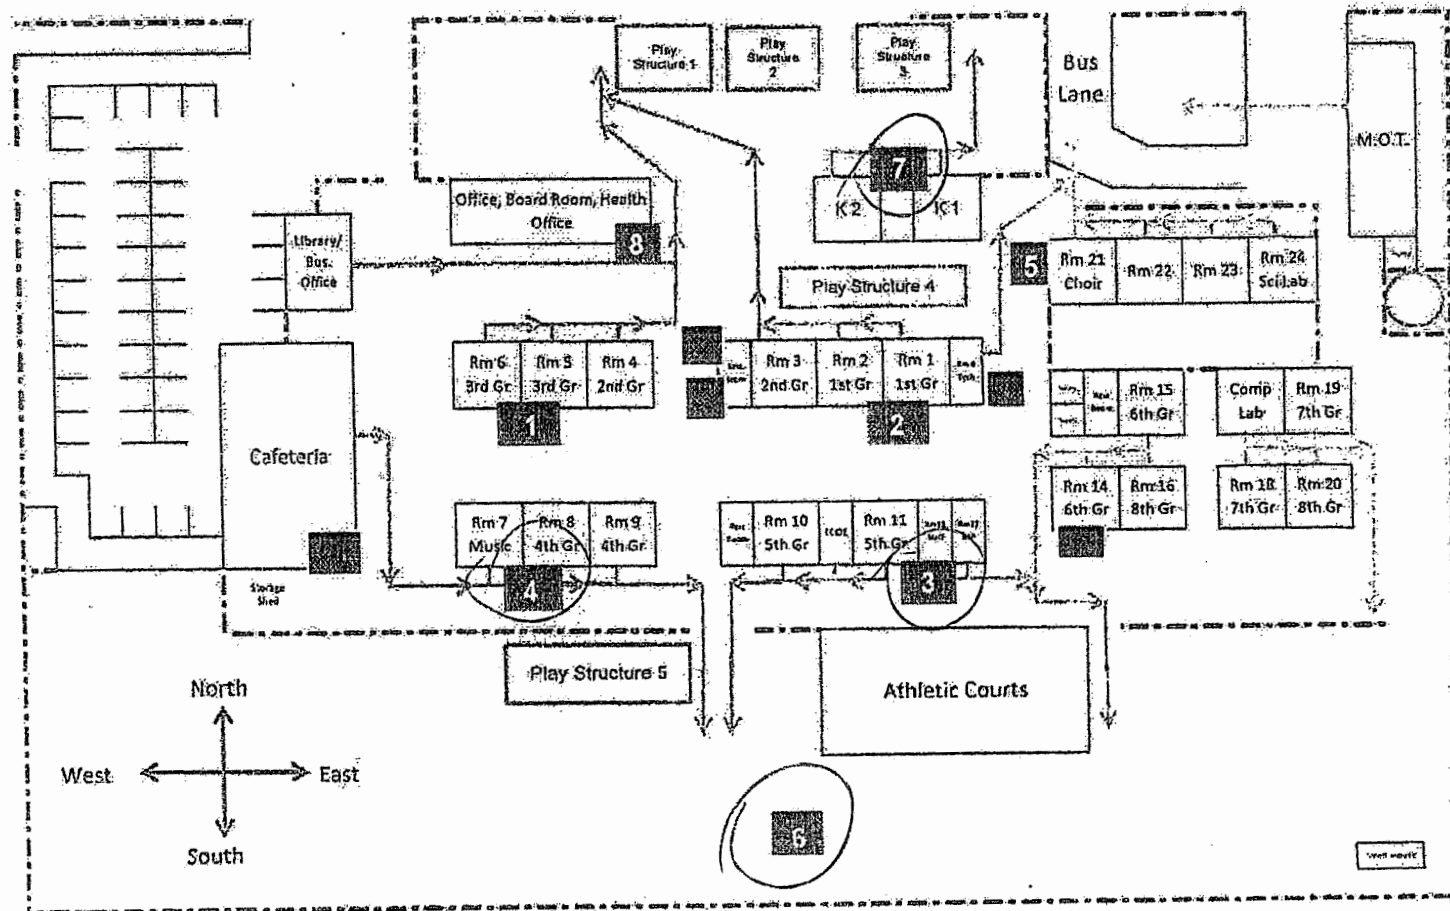 Play
Structure 1
Play
Structure
2
Play
Structure
3
Bus
Lane
M.O.T.
7
K2
K1
Office, Board Room, Health
Office
8
Library/
Bus.
Office
5
Rm 21
Choir
Rm 22
Rm 23
Rm 24
Sci Lab
Play Structure 4
Rm 6
3rd Gr
Rm 5
3rd Gr
Rm 4
2nd Gr
Rm 3
2nd Gr
Rm 2
1st Gr
Rm 1
1st Gr
1
2
Rm 15
6th Gr
Comp
Lab
Rm 19
7th Gr
Cafeteria
Rm 14
6th Gr
Rm 16
8th Gr
Rm 18
7th Gr
Rm 20
8th Gr
Rm 7
Music
Rm 8
4th Gr
Rm 9
4th Gr
Rm 10
5th Gr
Rm 11
5th Gr
4
3
Storage
Shed
Play Structure 5
Athletic Courts
North
West
East
South
6
Well House